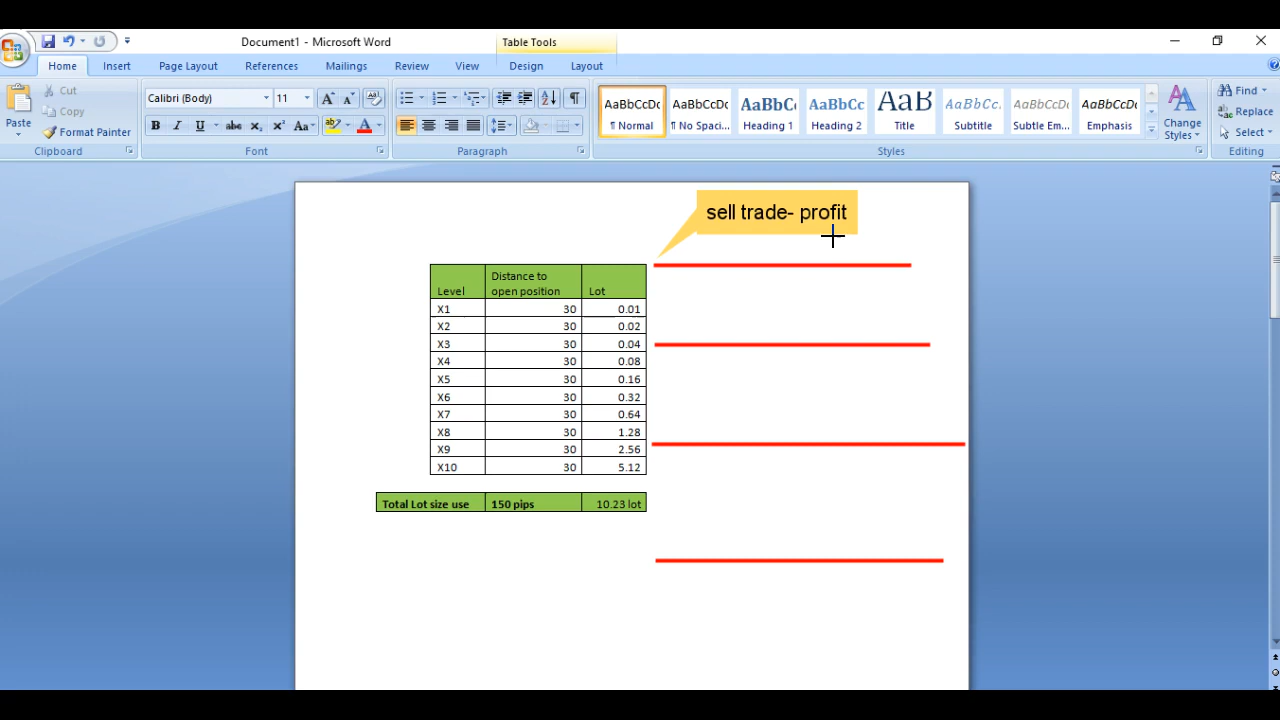 Document1 - Microsoft Word
Table Tools
Home Insert Page Layout References Mailings Review View Design Layout
Paste
Cut
Copy
Format Painter
Clipboard
Calibri (Body) 11
Font
Paragraph
AaBbCcDc AaBbCcDc AaBbCc AaBbCc AaB AaBbCc. AaBbCcDc AaBbCcDc
¶ Normal ¶ No Spaci... Heading 1 Heading 2 Title Subtitle Subtle Em... Emphasis
Change
Styles
Styles
Find
Replace
Select
Editing
sell trade- profit
Level Distance to open position Lot
X1 30 0.01
X2 30 0.02
X3 30 0.04
X4 30 0.08
X5 30 0.16
X6 30 0.32
X7 30 0.64
X8 30 1.28
X9 30 2.56
X10 30 5.12
Total Lot size use 150 pips 10.23 lot